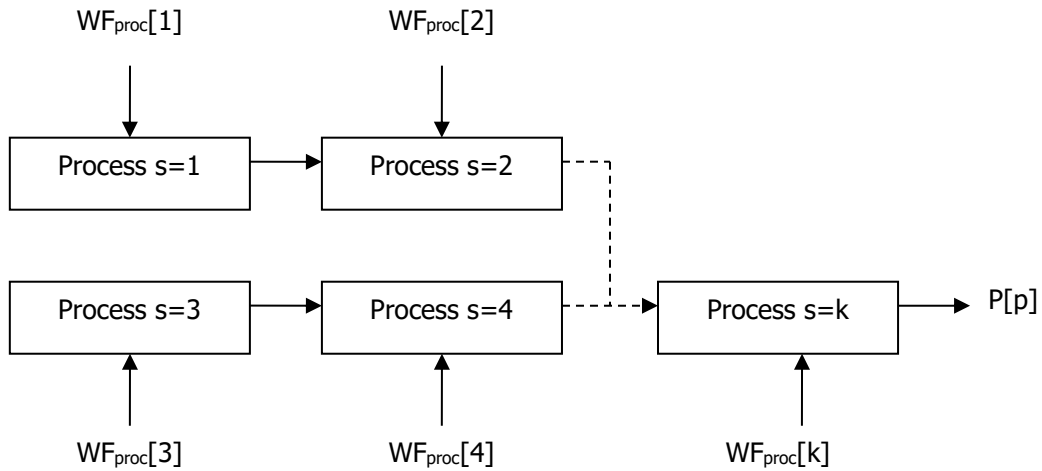 WFproc[1]
WFproc[2]
Process s=1
Process s=2
Process s=3
Process s=4
Process s=k
P[p]
WFproc[3]
WFproc[4]
WFproc[k]